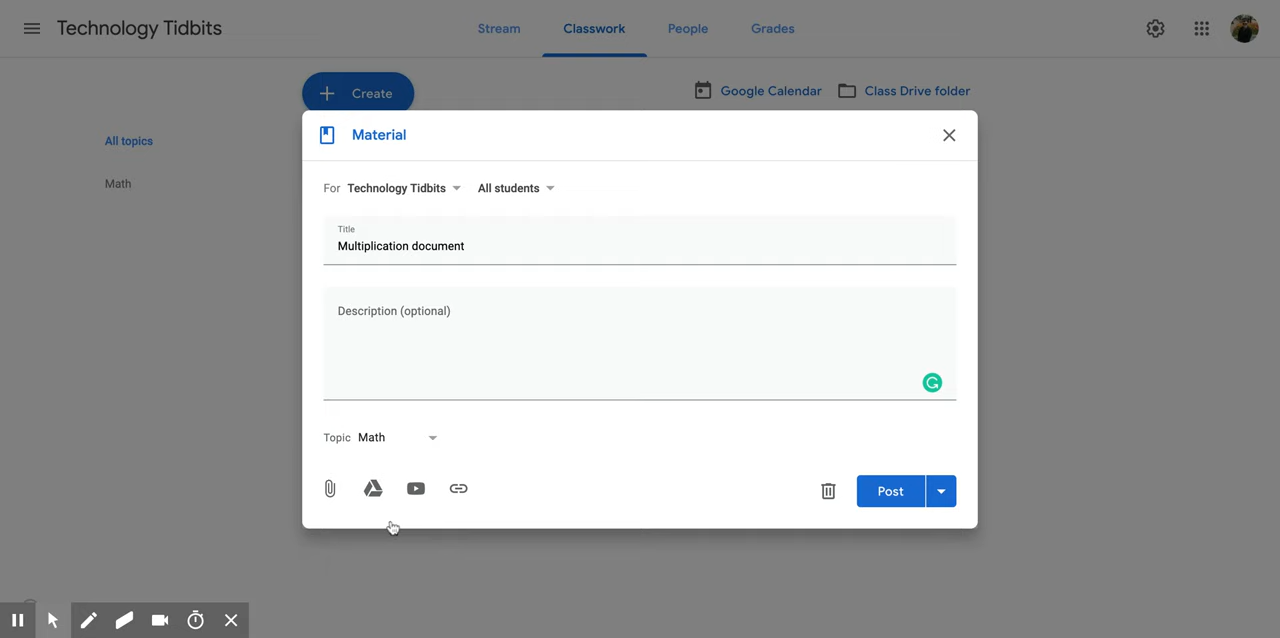 Technology Tidbits
Stream Classwork People Grades
Create
Google Calendar Class Drive folder
All topics
Math
Material
For Technology Tidbits All students
Title
Multiplication document
Description (optional)
Topic Math
Post